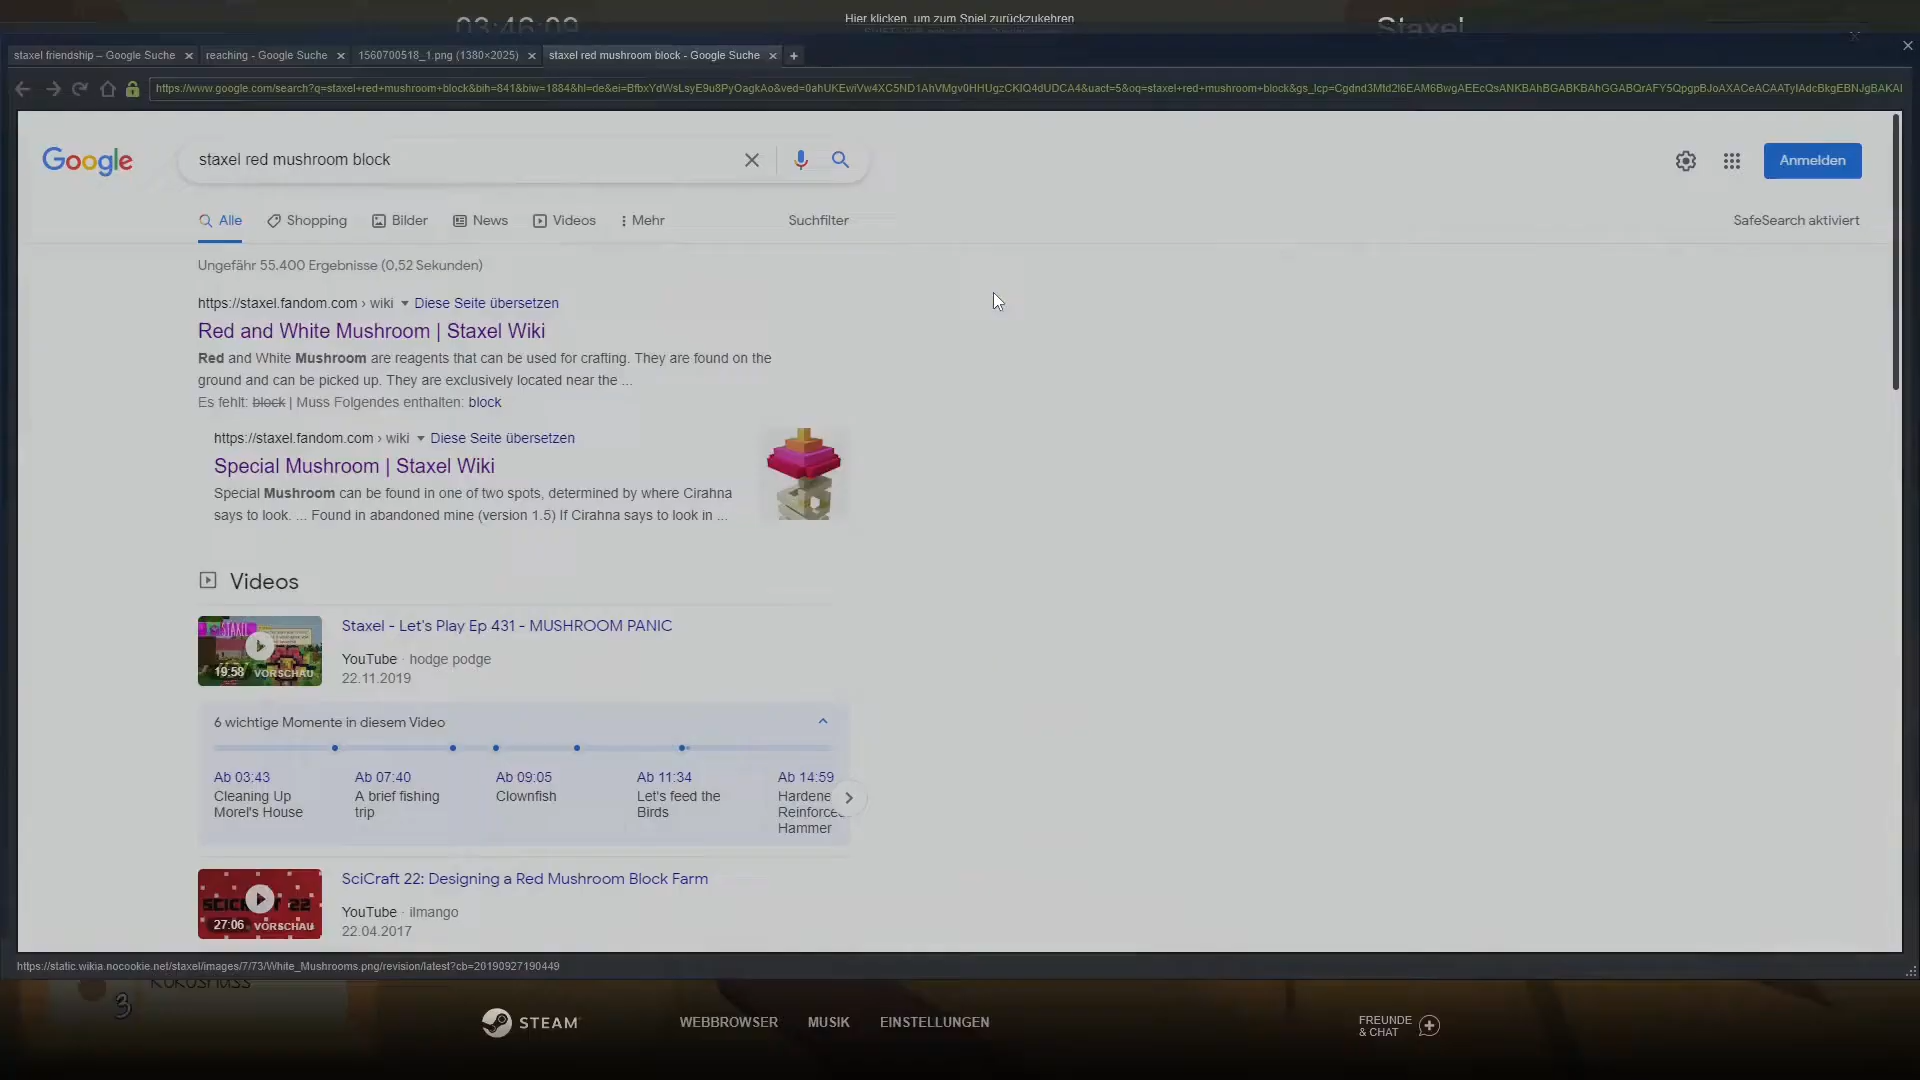 03:46:09
Hier klicken, um zum Spiel zurückzukehren
Staxel
staxel friendship – Google Suche
reaching - Google Suche
1560700518_1.png (1380×2025)
staxel red mushroom block - Google Suche
Google
staxel red mushroom block
Anmelden
Alle
Shopping
Bilder
News
Videos
Mehr
Suchfilter
SafeSearch aktiviert
Ungefähr 55.400 Ergebnisse (0,52 Sekunden)
https://staxel.fandom.com › wiki Diese Seite übersetzen
Red and White Mushroom | Staxel Wiki
Red and White Mushroom are reagents that can be used for crafting. They are found on the
ground and can be picked up. They are exclusively located near the ...
Es fehlt: block | Muss Folgendes enthalten: block
https://staxel.fandom.com › wiki Diese Seite übersetzen
Special Mushroom | Staxel Wiki
Special Mushroom can be found in one of two spots, determined by where Cirahna
says to look. ... Found in abandoned mine (version 1.5) If Cirahna says to look in ...
Videos
STAXEL
19:58 VORSCHAU
Staxel - Let's Play Ep 431 - MUSHROOM PANIC
YouTube · hodge podge
22.11.2019
6 wichtige Momente in diesem Video
Ab 03:43
Cleaning Up
Morel's House
Ab 07:40
A brief fishing
trip
Ab 09:05
Clownfish
Ab 11:34
Let's feed the
Birds
Ab 14:59
Hardene
Reinforce
Hammer
27:06 VORSCHAU
SciCraft 22: Designing a Red Mushroom Block Farm
YouTube · ilmango
22.04.2017
https://static.wikia.nocookie.net/staxel/images/7/73/White_Mushrooms.png/revision/latest?cb=20190927190449
3
STEAM
WEBBROWSER
MUSIK
EINSTELLUNGEN
FREUNDE
& CHAT